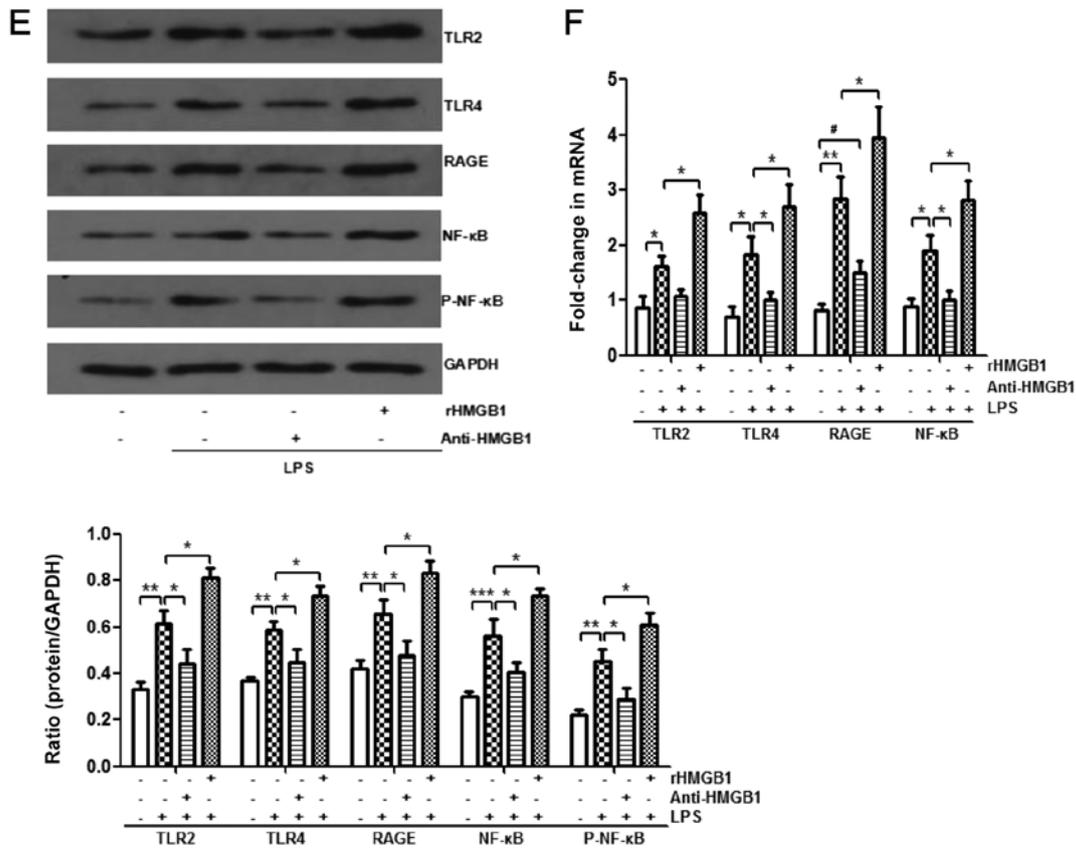 E
TLR2
TLR4
RAGE
NF-κB
P-NF-κB
GAPDH
- - - + rHMGB1
- - + - Anti-HMGB1
LPS
F
Fold-change in mRNA
5
4
3
2
1
0
* * * * * # ** * * * *
- - - + - - - + - - - + - - - + rHMGB1
- - + - - - + - - - + - - - + - Anti-HMGB1
- + + + - + + + - + + + - + + + LPS
TLR2 TLR4 RAGE NF-κB
Ratio (protein/GAPDH)
1.0
0.8
0.6
0.4
0.2
0.0
** * * ** * * ** * * *** * * ** * *
- - - + - - - + - - - + - - - + - - - + rHMGB1
- - + - - - + - - - + - - - + - - - + - Anti-HMGB1
- + + + - + + + - + + + - + + + - + + + LPS
TLR2 TLR4 RAGE NF-κB P-NF-κB